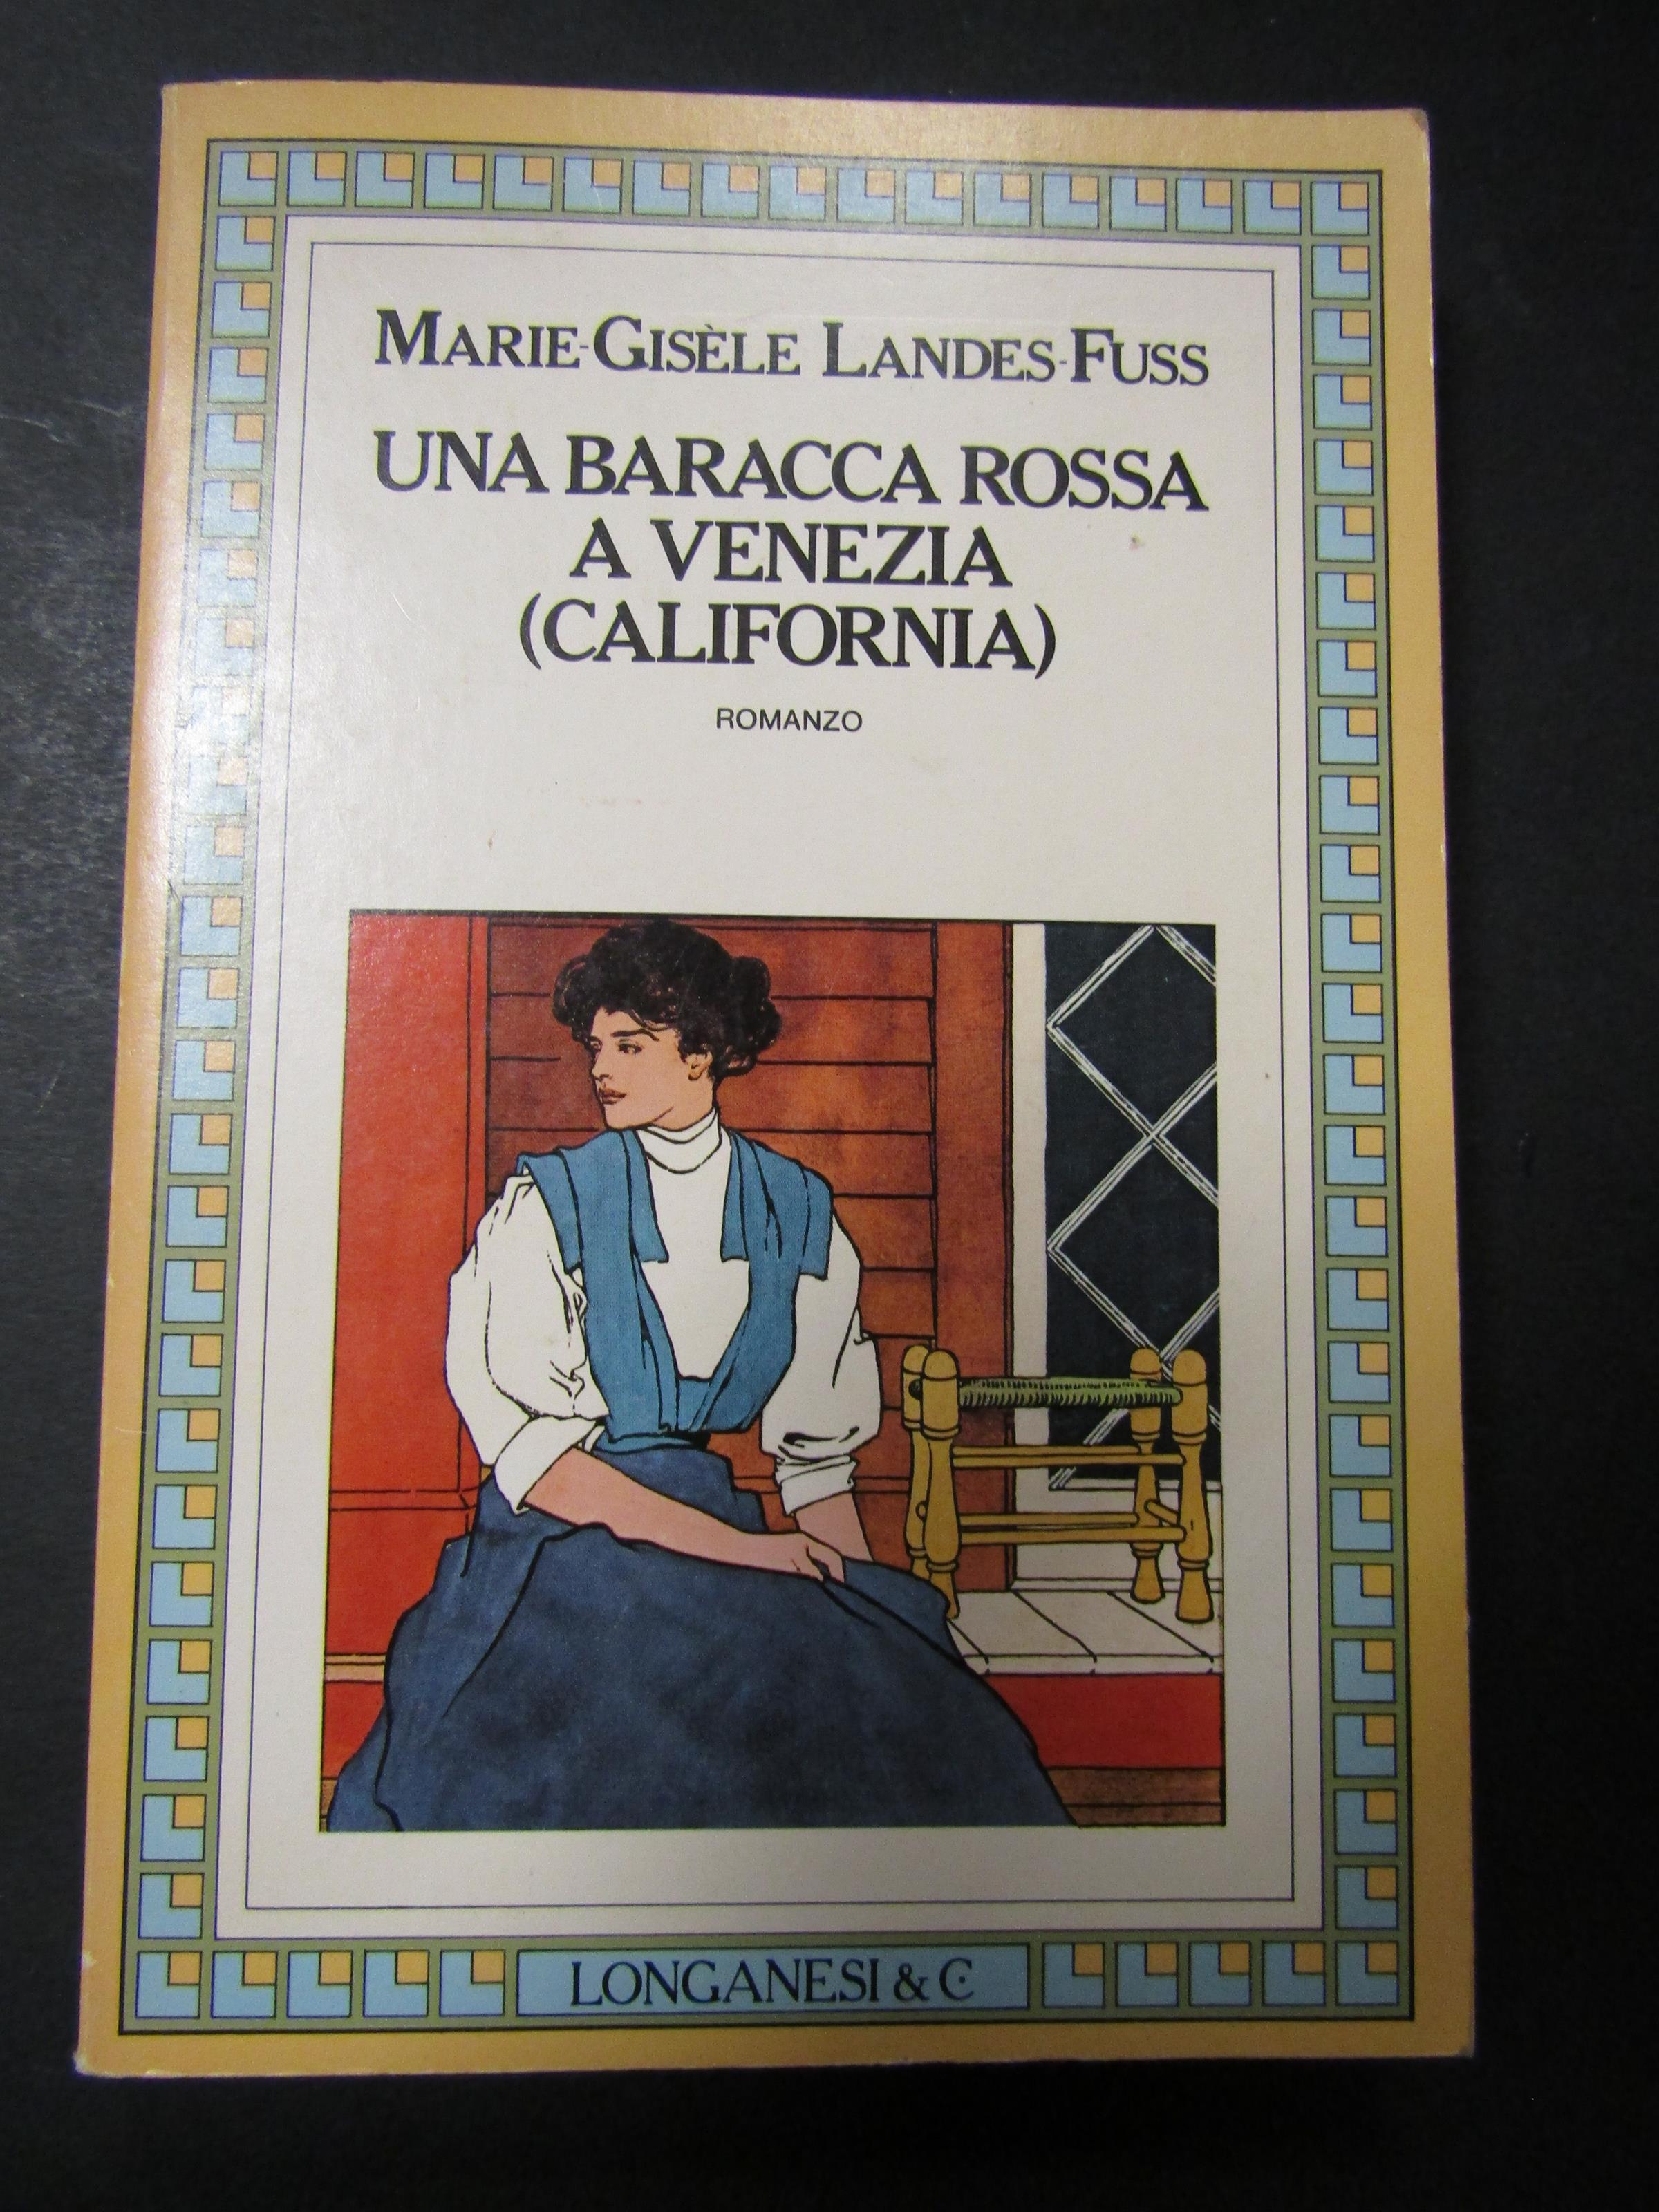 MARIE-GISÈLE LANDES-FUSS
UNA BARACCA ROSSA
A VENEZIA
(CALIFORNIA)
ROMANZO
LONGANESI & C.